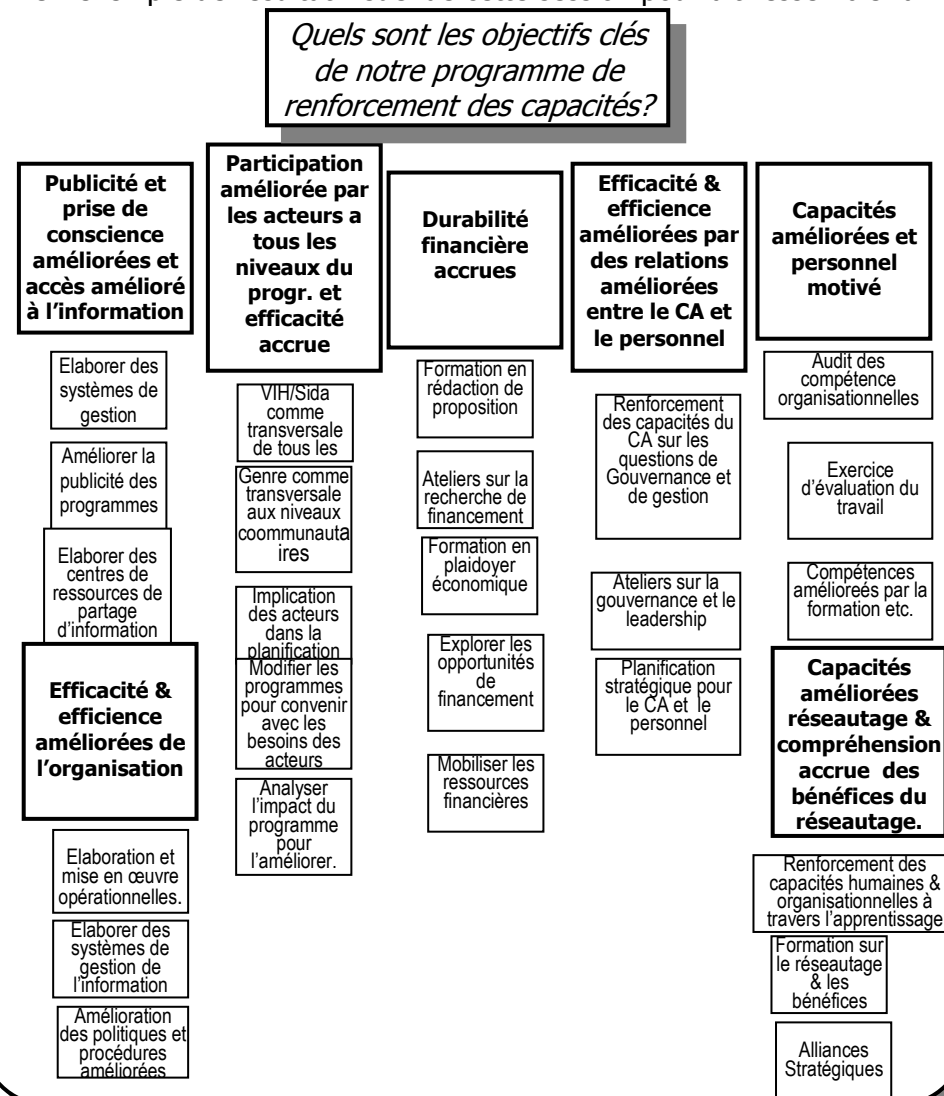 Quels sont les objectifs clés
de notre programme de
renforcement des capacités?
Publicité et
prise de
conscience
améliorées et
accès amélioré
à l'information
Elaborer des
systèmes de
gestion
Améliorer la
publicité des
programmes
Elaborer des
centres de
ressources de
partage
d'information
Efficacité &
efficience
améliorées de
l'organisation
Elaboration et
mise en œuvre
opérationnelles.
Elaborer des
systèmes de
gestion de
l'information
Amélioration
des politiques et
procédures
améliorées
Participation
améliorée par
les acteurs a
tous les
niveaux du
progr. et
efficacité
accrue
VIH/Sida
comme
transversale
de tous les
Genre comme
transversale
aux niveaux
coommunauta
ires
Implication
des acteurs
dans la
planification
Modifier les
programmes
pour convenir
avec les
besoins des
acteurs
Analyser
l'impact du
programme
pour
l'améliorer.
Durabilité
financière
accrues
Formation en
rédaction de
proposition
Ateliers sur la
recherche de
financement
Formation en
plaidoyer
économique
Explorer les
opportunités
de
financement
Mobiliser les
ressources
financières
Efficacité &
efficience
améliorées par
des relations
améliorées
entre le CA et
le personnel
Renforcement
des capacités du
CA sur les
questions de
Gouvernance et
de gestion
Ateliers sur la
gouvernance et le
leadership
Planification
stratégique pour
le CA et le
personnel
Capacités
améliorées et
personnel
motivé
Audit des
compétence
organisationnelles
Exercice
d'évaluation du
travail
Compétences
améliorées par la
formation etc.
Capacités
améliorées
réseautage &
compréhension
accrue des
bénéfices du
réseautage.
Renforcement des
capacités humaines &
organisationnelles à
travers l'apprentissage
Formation sur
le réseautage
& les
bénéfices
Alliances
Stratégiques